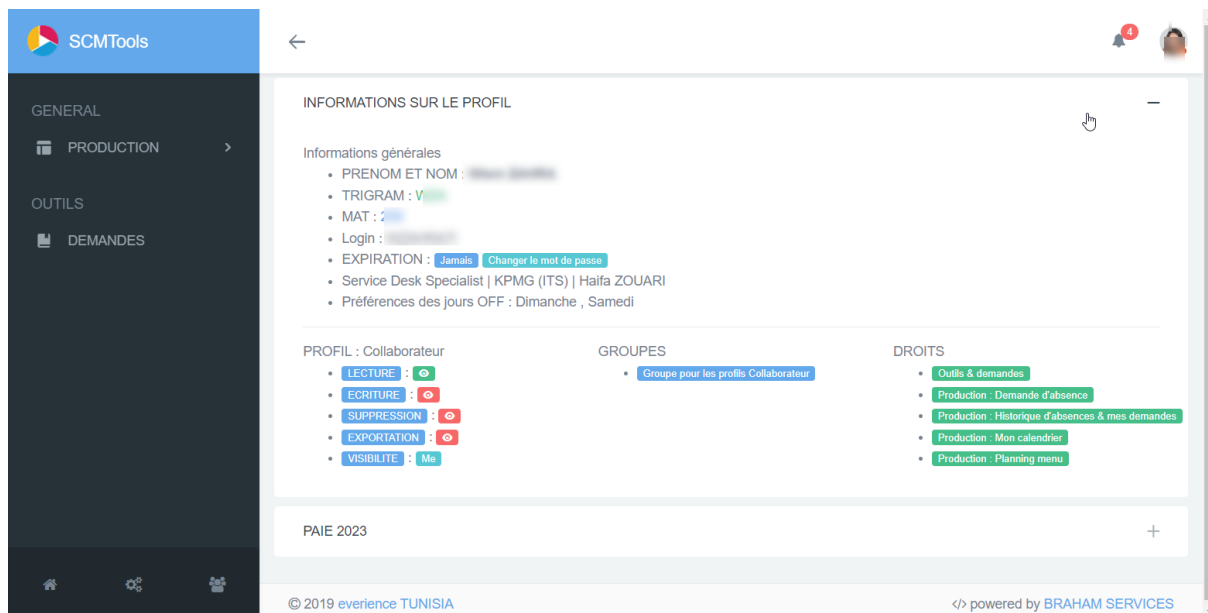 SCMTools
4
GENERAL
PRODUCTION
OUTILS
DEMANDES
INFORMATIONS SUR LE PROFIL
Informations générales
PRENOM ET NOM :
TRIGRAM :
MAT :
Login :
EXPIRATION : Jamais Changer le mot de passe
Service Desk Specialist | KPMG (ITS) | Haifa ZOUARI
Préférences des jours OFF : Dimanche , Samedi
PROFIL : Collaborateur
LECTURE :
ECRITURE :
SUPPRESSION :
EXPORTATION :
VISIBILITE : Me
GROUPES
Groupe pour les profils Collaborateur
DROITS
Outils & demandes
Production : Demande d'absence
Production : Historique d'absences & mes demandes
Production : Mon calendrier
Production : Planning menu
PAIE 2023
© 2019 everience TUNISIA
</> powered by BRAHAM SERVICES